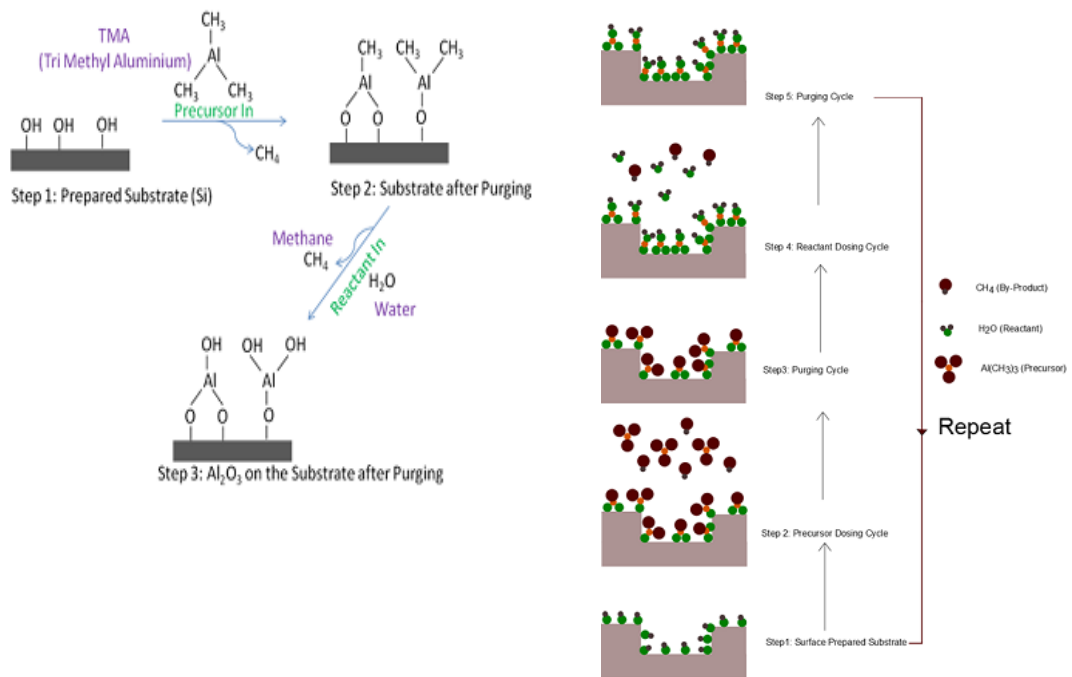 TMA
(Tri Methyl Aluminium)
CH3
Al
CH3 CH3
Precursor In
CH4
OH OH OH
Step 1: Prepared Substrate (Si)
CH3 CH3 CH3
Al Al
O O O
Step 2: Substrate after Purging
Methane
CH4
Reactant In
H2O
Water
OH OH OH
Al Al
O O O
Step 3: Al2O3 on the Substrate after Purging
Step 5: Purging Cycle
Step 4: Reactant Dosing Cycle
Step3: Purging Cycle
Step 2: Precursor Dosing Cycle
Step1: Surface Prepared Substrate
CH4 (By-Product)
H2O (Reactant)
Al(CH3)3 (Precursor)
Repeat